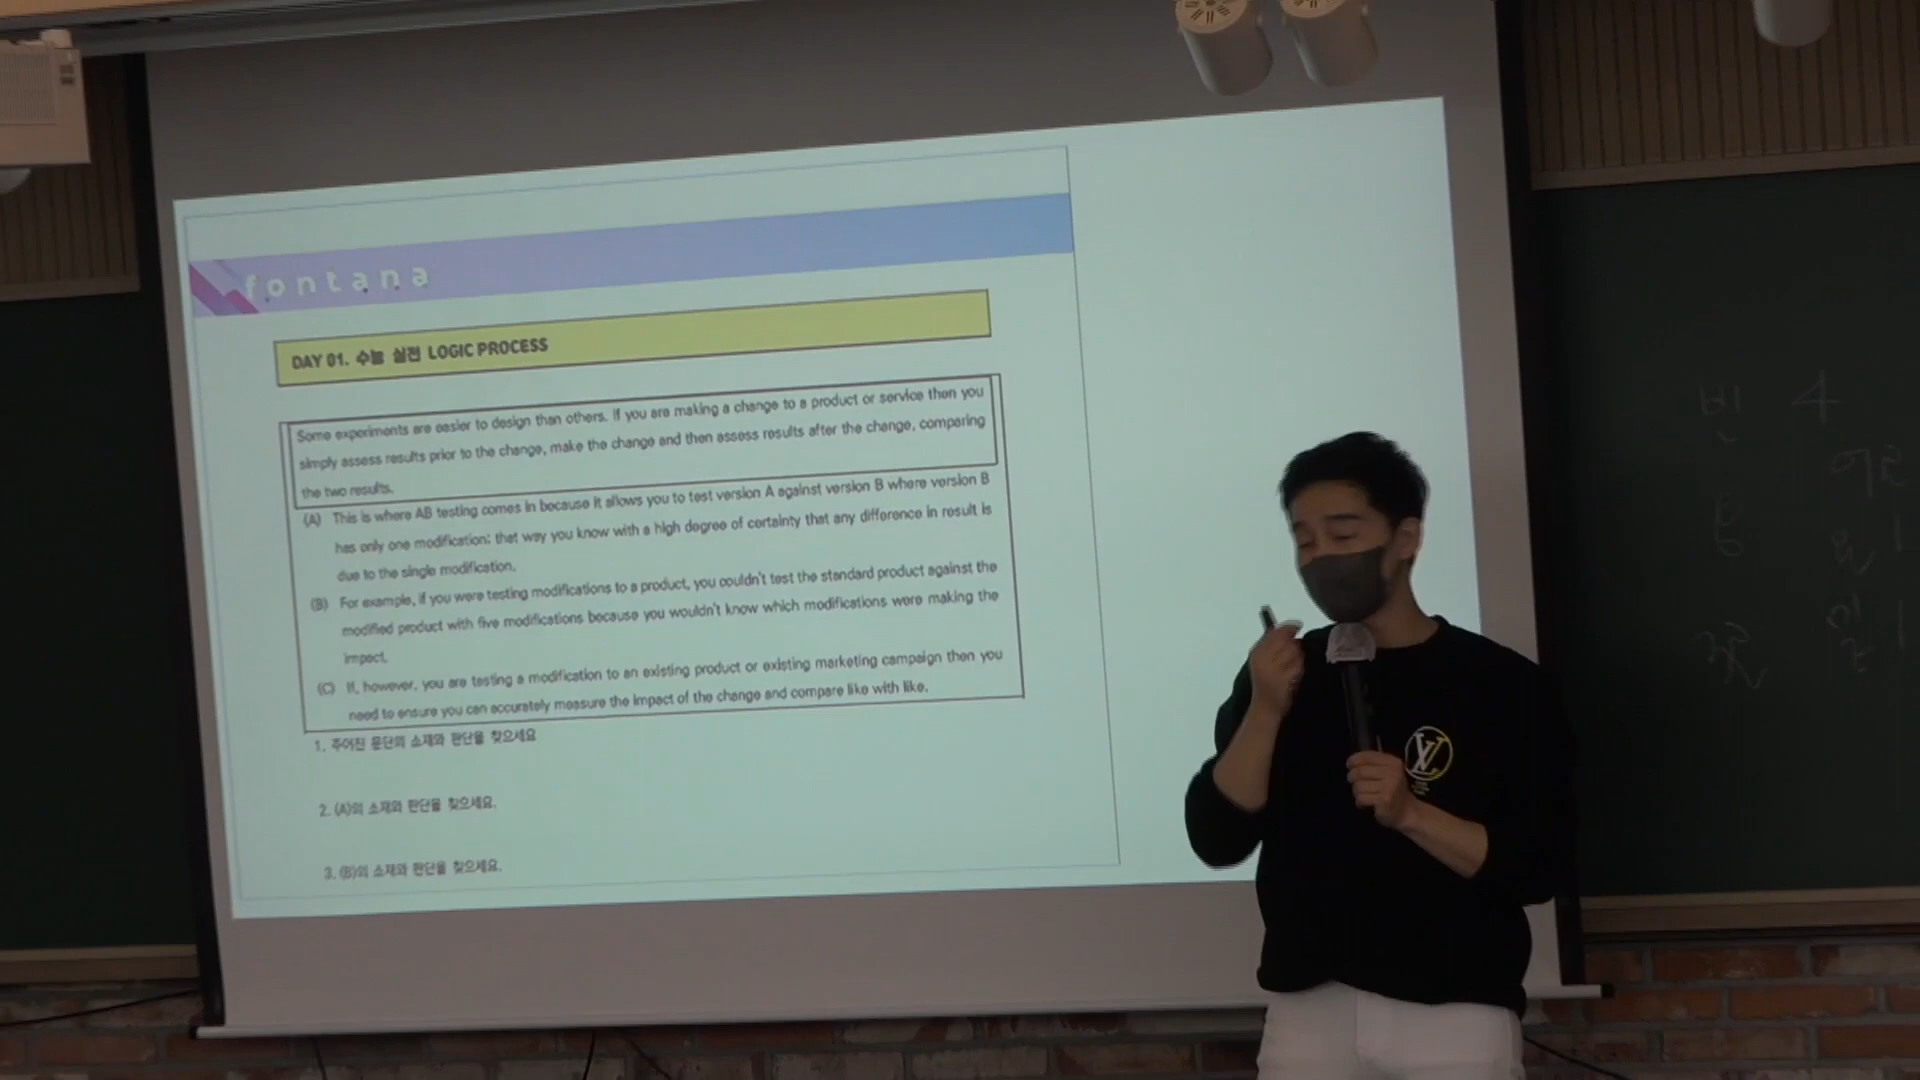 fontana
DAY 01. 수능 실전 LOGIC PROCESS
Some experiments are easier to design than others. If you are making a change to a product or service then you
simply assess results prior to the change, make the change and then assess results after the change, comparing
the two results.
(A) This is where AB testing comes in because it allows you to test version A against version B where version B
has only one modification; that way you know with a high degree of certainty that any difference in result is
due to the single modification.
(B) For example, if you were testing modifications to a product, you couldn't test the standard product against the
modified product with five modifications because you wouldn't know which modifications were making the
impact.
(C) If, however, you are testing a modification to an existing product or existing marketing campaign then you
need to ensure you can accurately measure the impact of the change and compare like with like.
1. 주어진 문단의 소재와 판단을 찾으세요
2. (A)의 소재와 판단을 찾으세요.
3. (B)의 소재와 판단을 찾으세요.
빈 4
LV